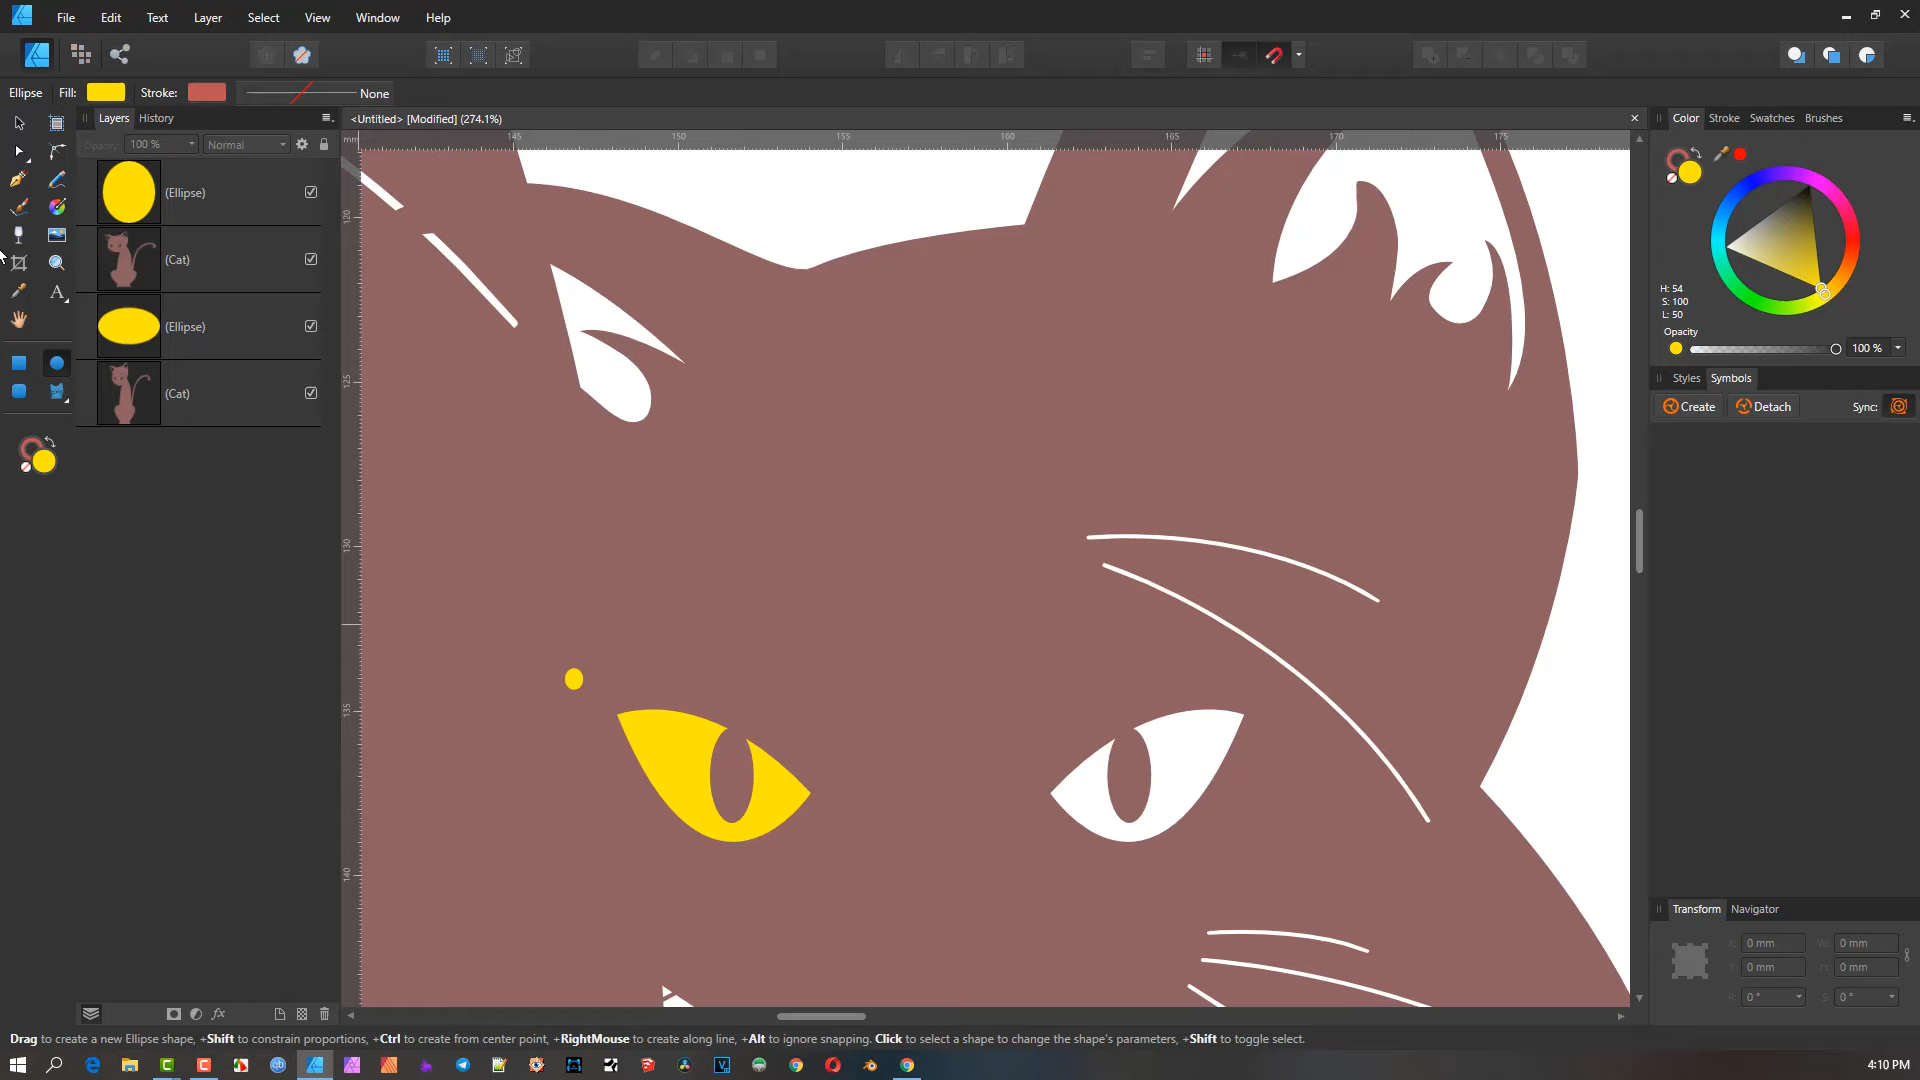 File Edit Text Layer Select View Window Help
Ellipse Fill: Stroke: None
Layers History
Opacity: 100 % Normal
(Ellipse)
(Cat)
(Ellipse)
(Cat)
<Untitled> [Modified] (274.1%)
mm 145 150 155 160 165 170 175
120
125
130
135
140
Color Stroke Swatches Brushes
H: 54
S: 100
L: 50
Opacity
100 %
Styles Symbols
Create Detach Sync:
Transform Navigator
X: 0 mm W: 0 mm
Y: 0 mm H: 0 mm
R: 0 ° S: 0 °
Drag to create a new Ellipse shape, +Shift to constrain proportions, +Ctrl to create from center point, +RightMouse to create along line, +Alt to ignore snapping. Click to select a shape to change the shape's parameters, +Shift to toggle select.
4:10 PM